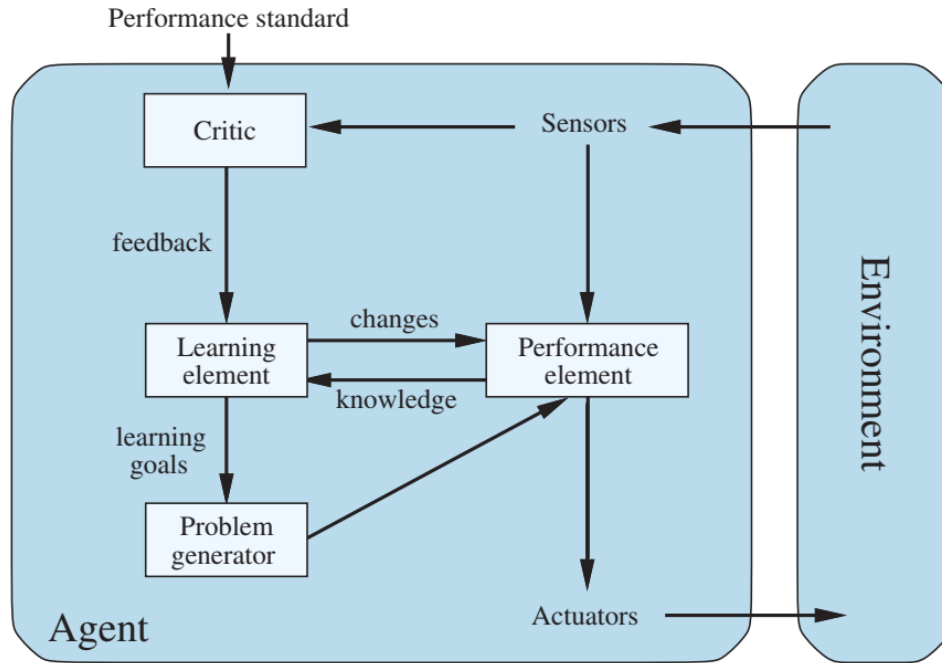 Performance standard
Critic
Sensors
feedback
changes
Learning
element
Performance
element
knowledge
learning
goals
Problem
generator
Actuators
Agent
Environment